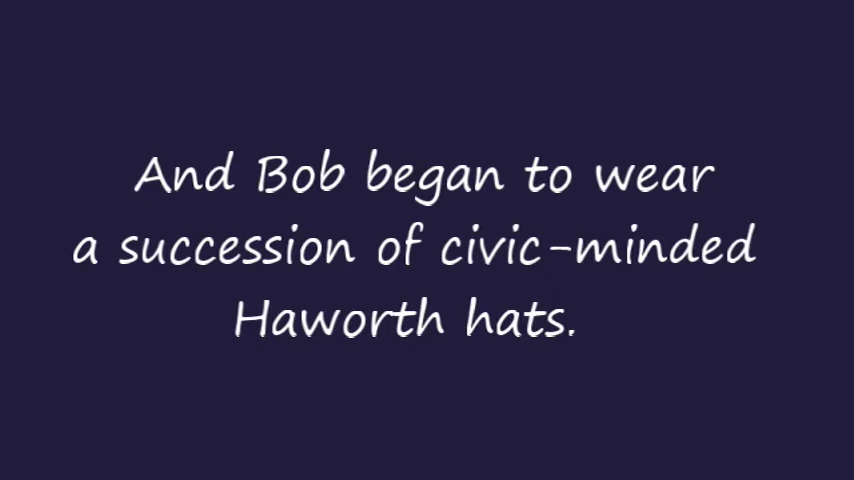 And Bob began to wear
a succession of civic-minded
Haworth hats.